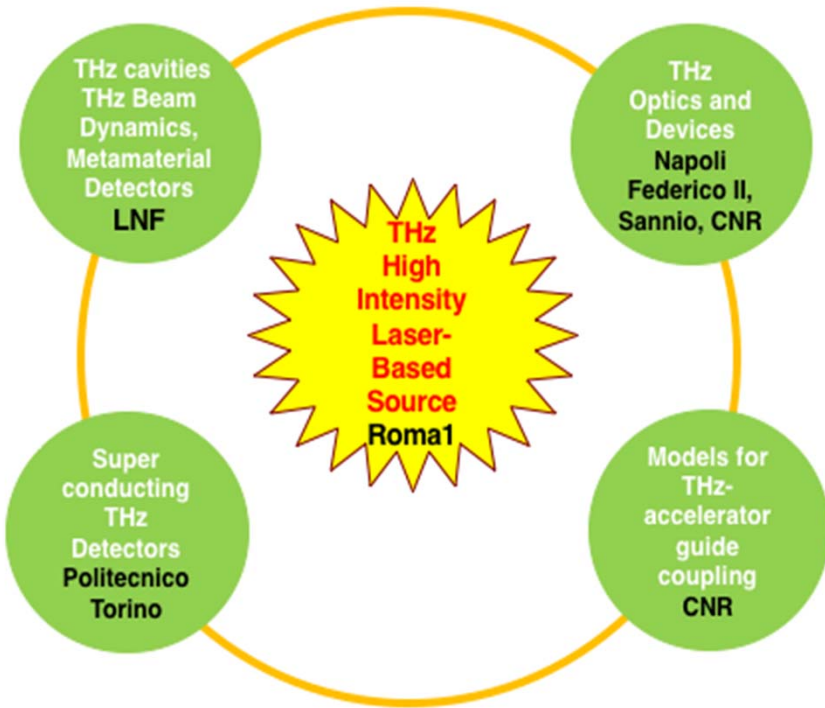 THz cavities
THz Beam
Dynamics,
Metamaterial
Detectors
LNF
THz
Optics and
Devices
Napoli
Federico II,
Sannio, CNR
THz
High
Intensity
Laser-
Based
Source
Roma1
Super
conducting
THz
Detectors
Politecnico
Torino
Models for
THz-
accelerator
guide
coupling
CNR